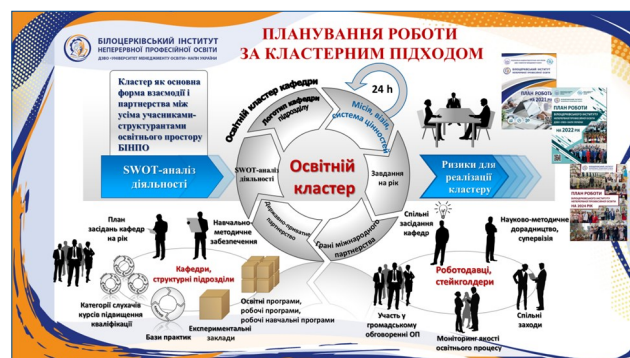 БІЛОЦЕРКІВСЬКИЙ ІНСТИТУТ
НЕПЕРЕРВНОЇ ПРОФЕСІЙНОЇ ОСВІТИ
ДЗВО «УНІВЕРСИТЕТ МЕНЕДЖМЕНТУ ОСВІТИ» НАПН УКРАЇНИ
ПЛАНУВАННЯ РОБОТИ
ЗА КЛАСТЕРНИМ ПІДХОДОМ
Кластер як основна
форма взаємодії і
партнерства між
усіма учасниками-
структурантами
освітнього простору
БІНПО
Освітній кластер кафедри
Логотип кафедри
підрозділу
Місія, візія,
система цінностей
24 h
ПЛАН РОБОТИ
НА 2021 РІК
ПЛАН РОБОТИ
НА 2022 РІК
ПЛАН РОБОТИ
НА 2024 РІК
SWOT-аналіз
діяльності
SWOT-аналіз
діяльності
Освітній
кластер
Завдання
на рік
Ризики для
реалізації
кластеру
Державно-приватне
партнерство
Грані міжнародного
партнерства
План
засідань кафедр
на рік
Навчально-
методичне
забезпечення
Спільні
засідання
кафедр
Науково-методичне
дорадництво,
супервізія
Кафедри,
структурні підрозділи
Роботодавці,
стейкголдери
Категорії слухачів
курсів підвищення
кваліфікації
Бази практик
Експериментальні
заклади
Освітні програми,
робочі програми,
робочі навчальні програми
Участь у
громадському
обговоренні ОП
Моніторинг якості
освітнього процесу
Спільні
заходи